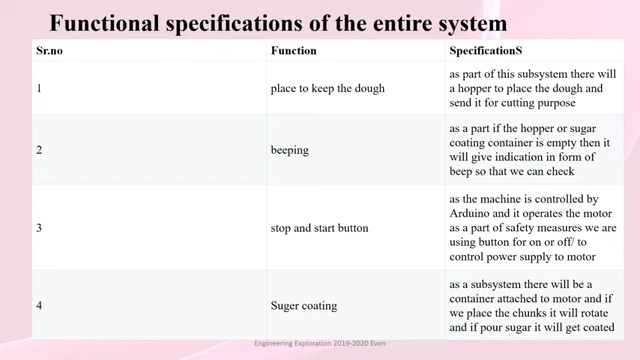 Functional specifications of the entire system
Sr.no Function SpecificationS
1 place to keep the dough as part of this subsystem there will
a hopper to place the dough and
send it for cutting purpose
2 beeping as a part if the hopper or sugar
coating container is empty then it
will give indication in form of
beep so that we can check
3 stop and start button as the machine is controlled by
Arduino and it operates the motor
as a part of safety measures we are
using button for on or off/ to
control power supply to motor
4 Suger coating as a subsystem there will be a
container attached to motor and if
we place the chunks it will rotate
and if pour sugar it will get coated
Engineering Exploration 2019-2020 Even